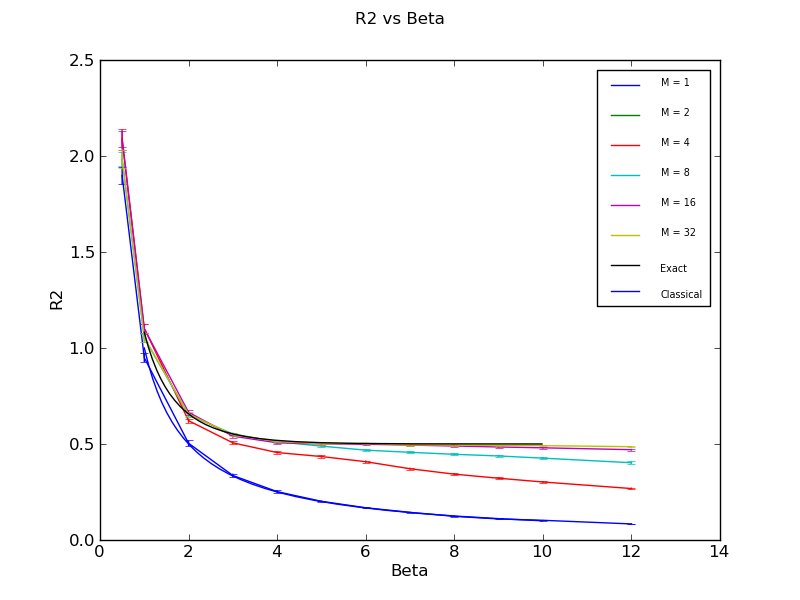 R2 vs Beta
2.5
2.0
1.5
1.0
0.5
0.0
R2
0
2
4
6
8
10
12
14
Beta
M = 1
M = 2
M = 4
M = 8
M = 16
M = 32
Exact
Classical